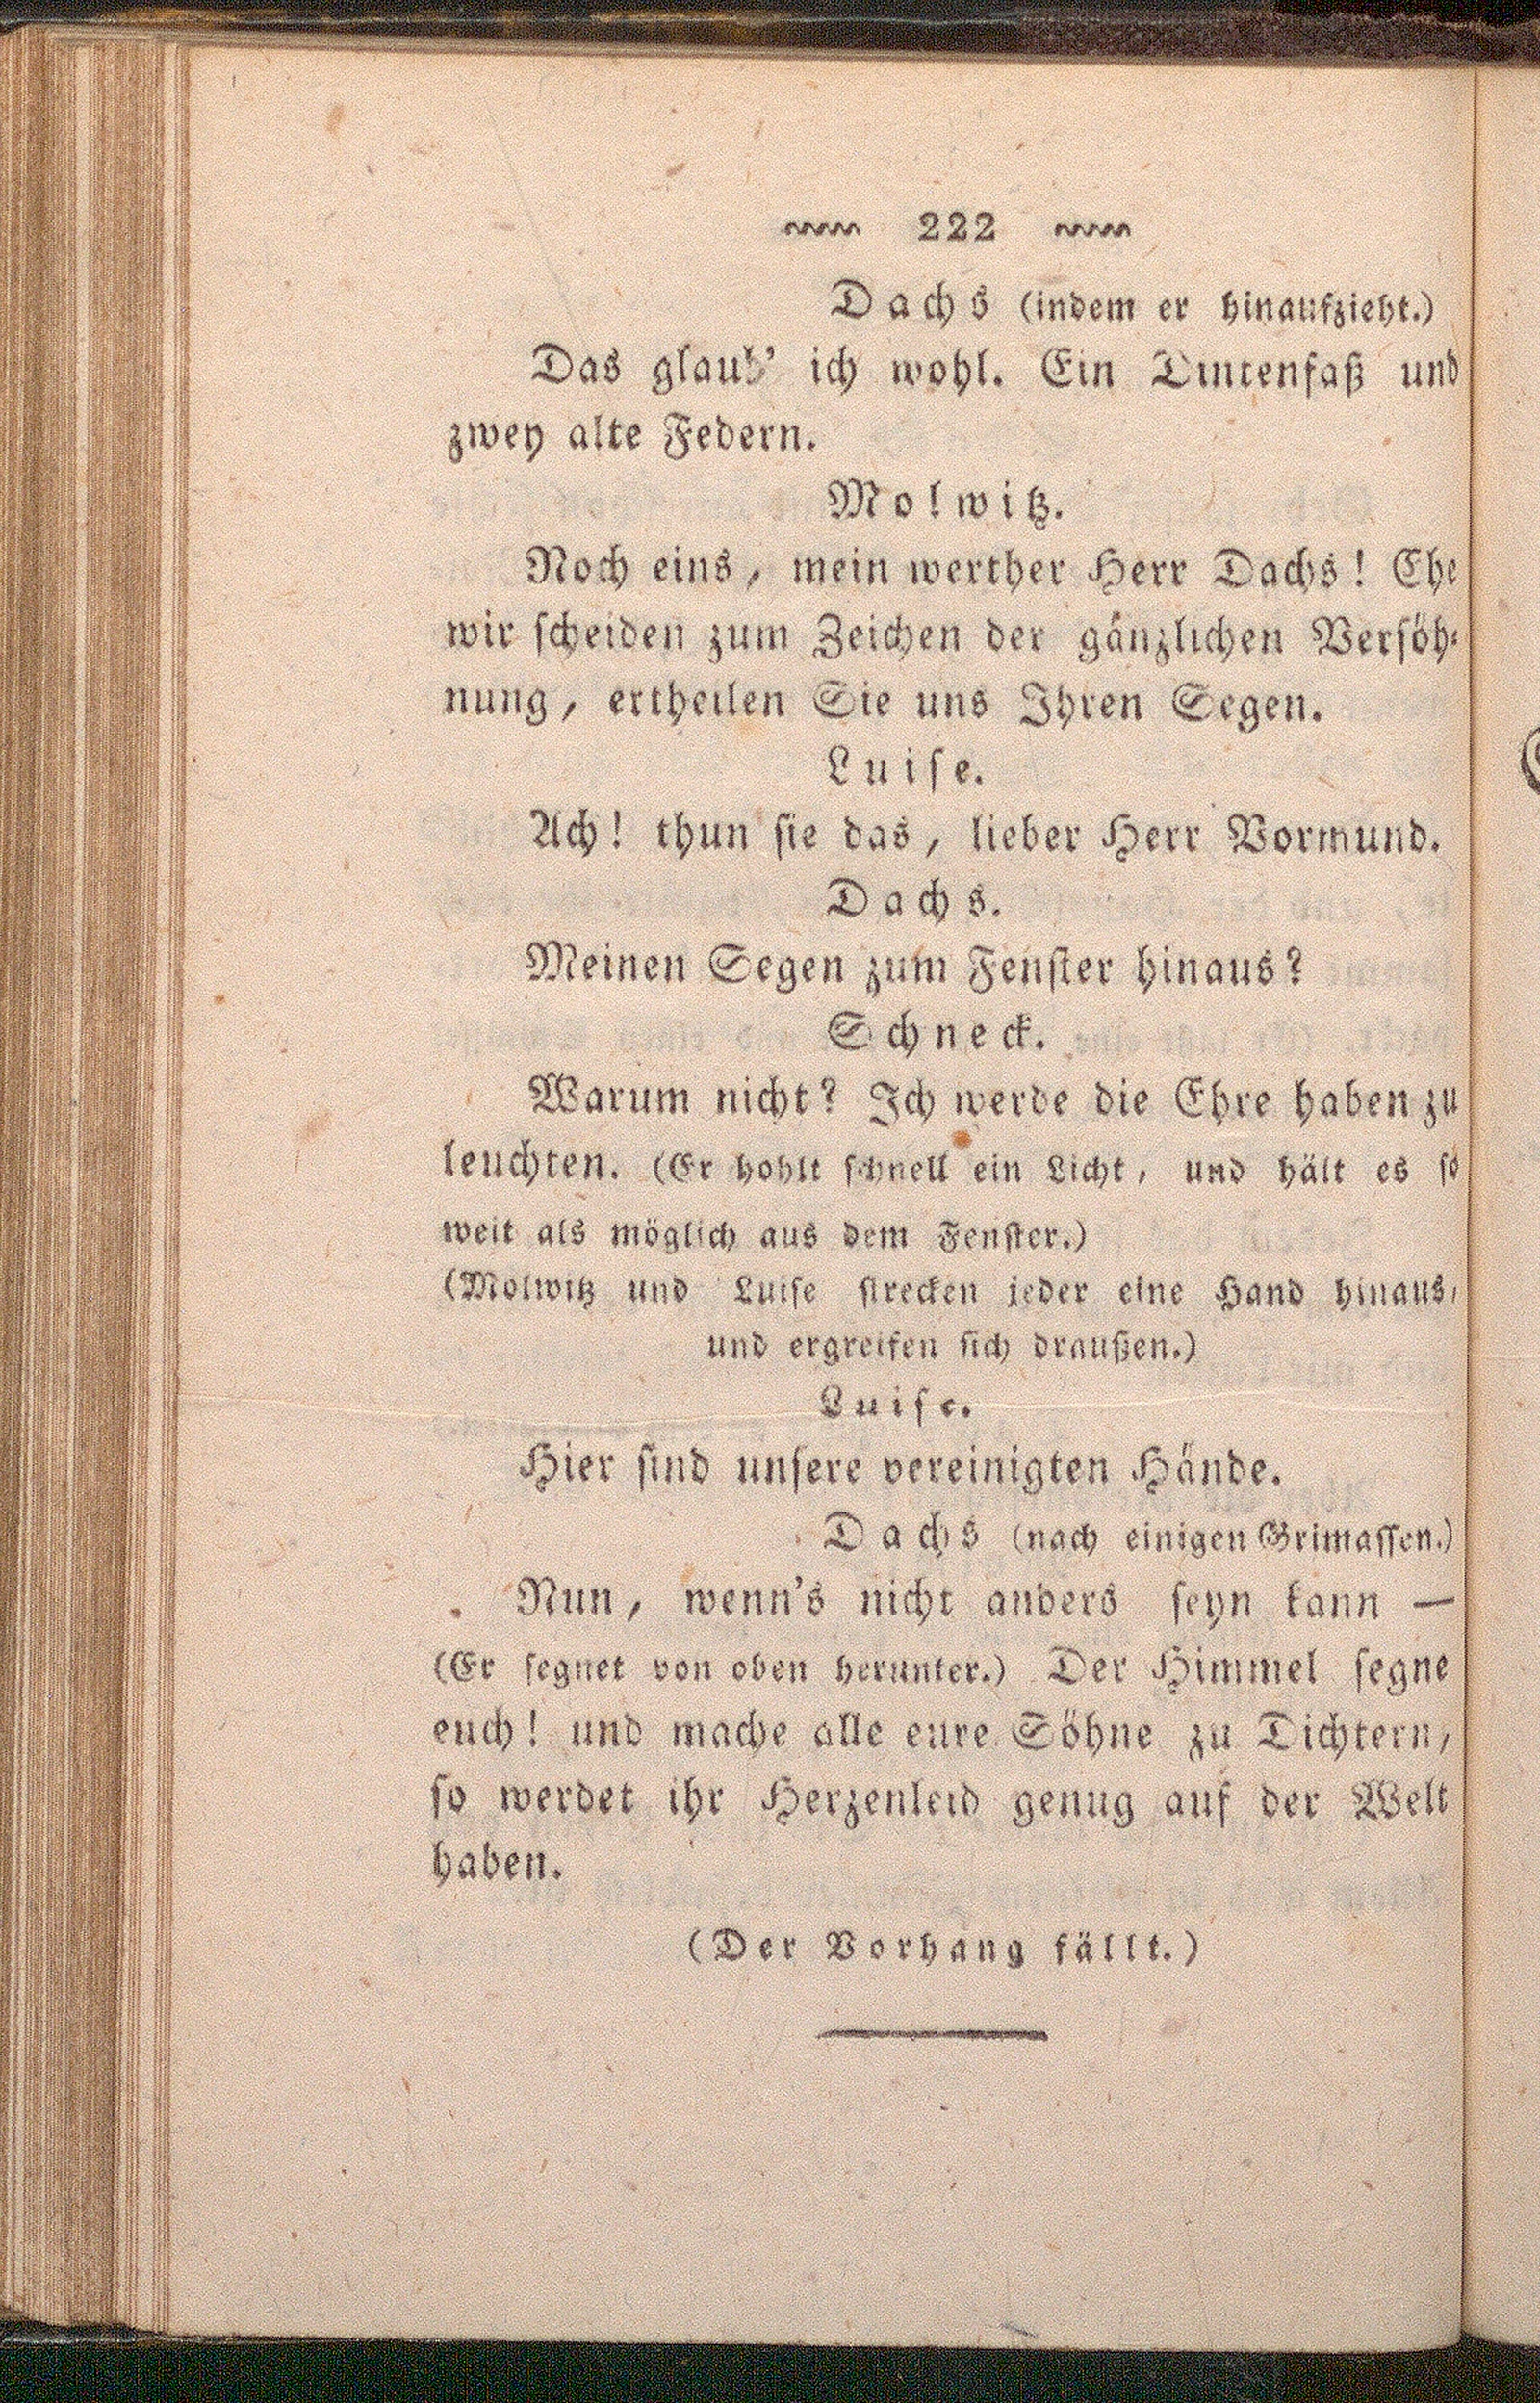 222
Dachs (indem er hinaufzieht.)
Das glaub' ich wohl. Ein Dintenfaß und
zwey alte Federn.
Molwitz.
Noch eins, mein werther Herr Dachs! Ehe
wir scheiden zum Zeichen der gänzlichen Versöh-
nung, ertheilen Sie uns Ihren Segen.
Luise.
Ach! thun sie das, lieber Herr Vormund.
Dachs.
Meinen Segen zum Fenster hinaus?
Schneck.
Warum nicht? Ich werde die Ehre haben zu
leuchten. (Er hohlt schnell ein Licht, und hält es so
weit als möglich aus dem Fenster.)
(Molwitz und Luise strecken jeder eine Hand hinaus,
und ergreifen sich draußen.)
Luise.
Hier sind unsere vereinigten Hände.
Dachs (nach einigen Grimassen.)
Nun, wenn's nicht anders seyn kann —
(Er segnet von oben herunter.) Der Himmel segne
euch! und mache alle eure Söhne zu Dichtern,
so werdet ihr Herzenleid genug auf der Welt
haben.
(Der Vorhang fällt.)